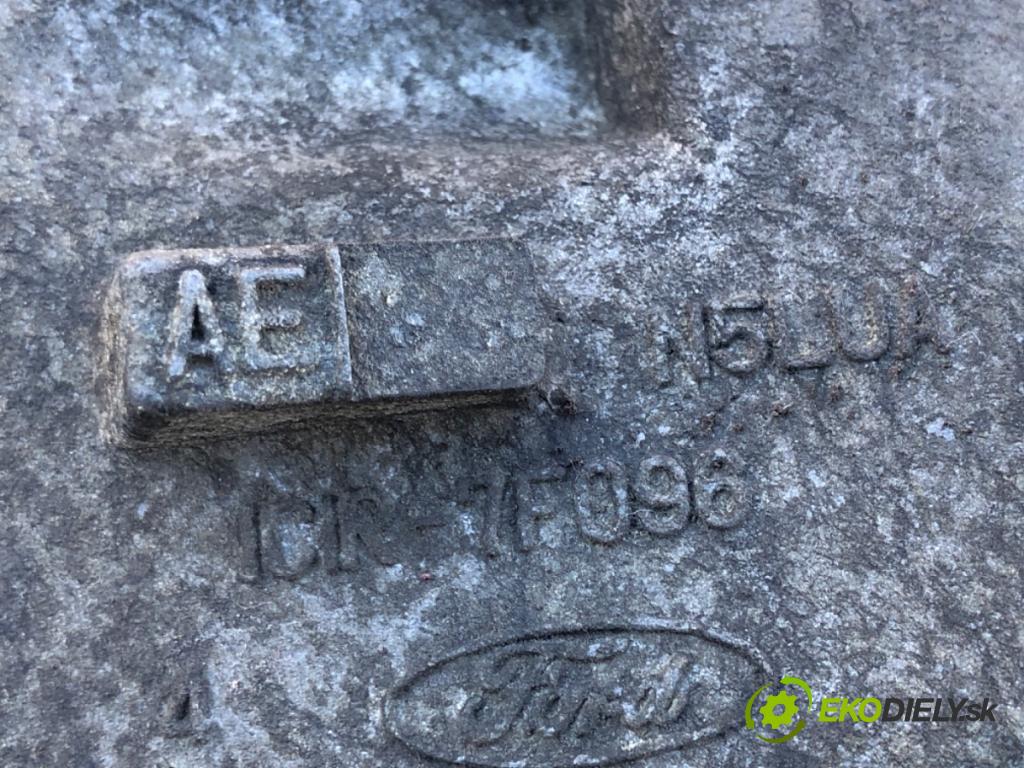 AE N5LUA
1CR-7F096
Ford
EKODIELY.sk